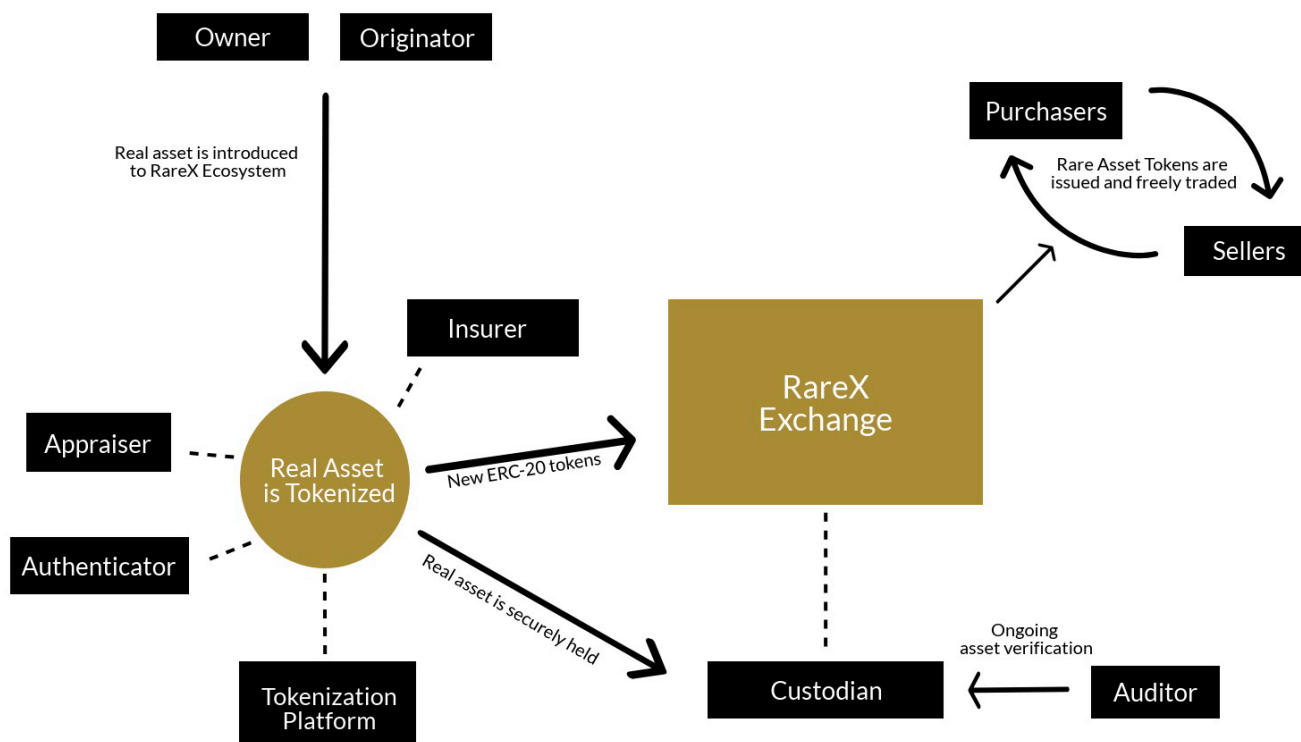 Owner
Originator
Real asset is introduced
to RareX Ecosystem
Purchasers
Rare Asset Tokens are
issued and freely traded
Sellers
Insurer
RareX
Exchange
Appraiser
Real Asset
is Tokenized
New ERC-20 tokens
Authenticator
Real asset is securely held
Tokenization
Platform
Custodian
Ongoing
asset verification
Auditor